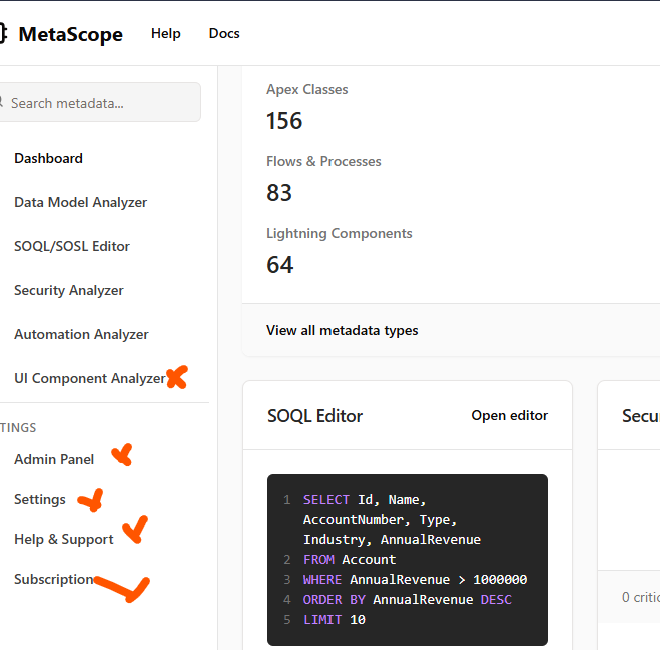 MetaScope Help Docs
Search metadata...
Dashboard
Data Model Analyzer
SOQL/SOSL Editor
Security Analyzer
Automation Analyzer
UI Component Analyzer
TINGS
Admin Panel
Settings
Help & Support
Subscription
Apex Classes
156
Flows & Processes
83
Lightning Components
64
View all metadata types
SOQL Editor Open editor
1 SELECT Id, Name,
AccountNumber, Type,
Industry, AnnualRevenue
2 FROM Account
3 WHERE AnnualRevenue > 1000000
4 ORDER BY AnnualRevenue DESC
5 LIMIT 10
Secu
0 critic